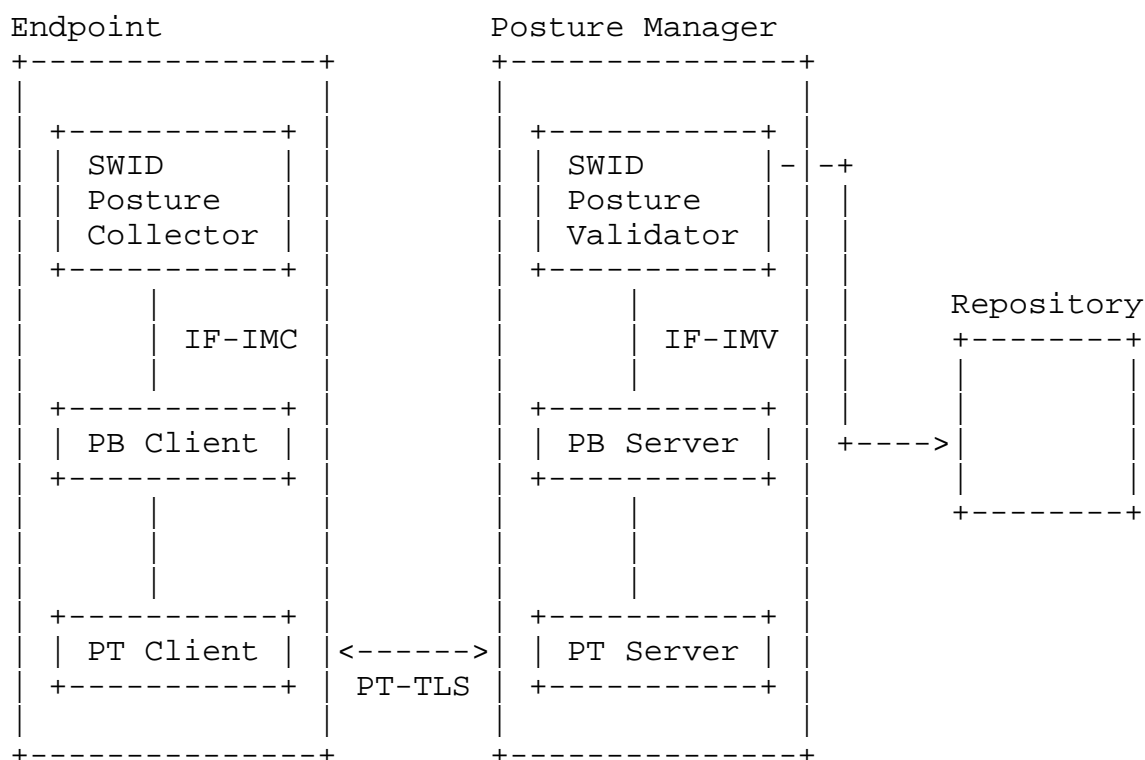 Endpoint
Posture Manager
SWID
Posture
Collector
SWID
Posture
Validator
Repository
IF-IMC
IF-IMV
PB Client
PB Server
PT Client
PT Server
PT-TLS